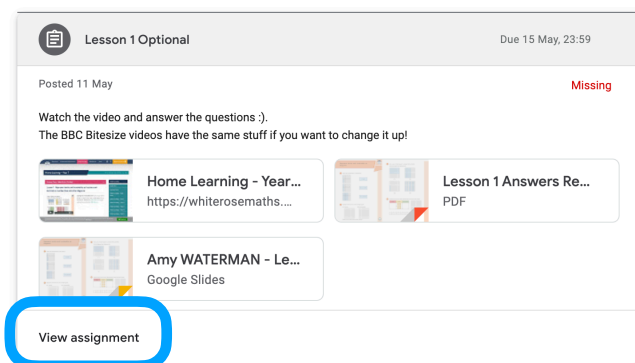 Lesson 1 Optional
Due 15 May, 23:59
Posted 11 May
Missing
Watch the video and answer the questions :).
The BBC Bitesize videos have the same stuff if you want to change it up!
Home Learning - Year...
https://whiterosemaths....
Lesson 1 Answers Re...
PDF
Amy WATERMAN - Le...
Google Slides
View assignment